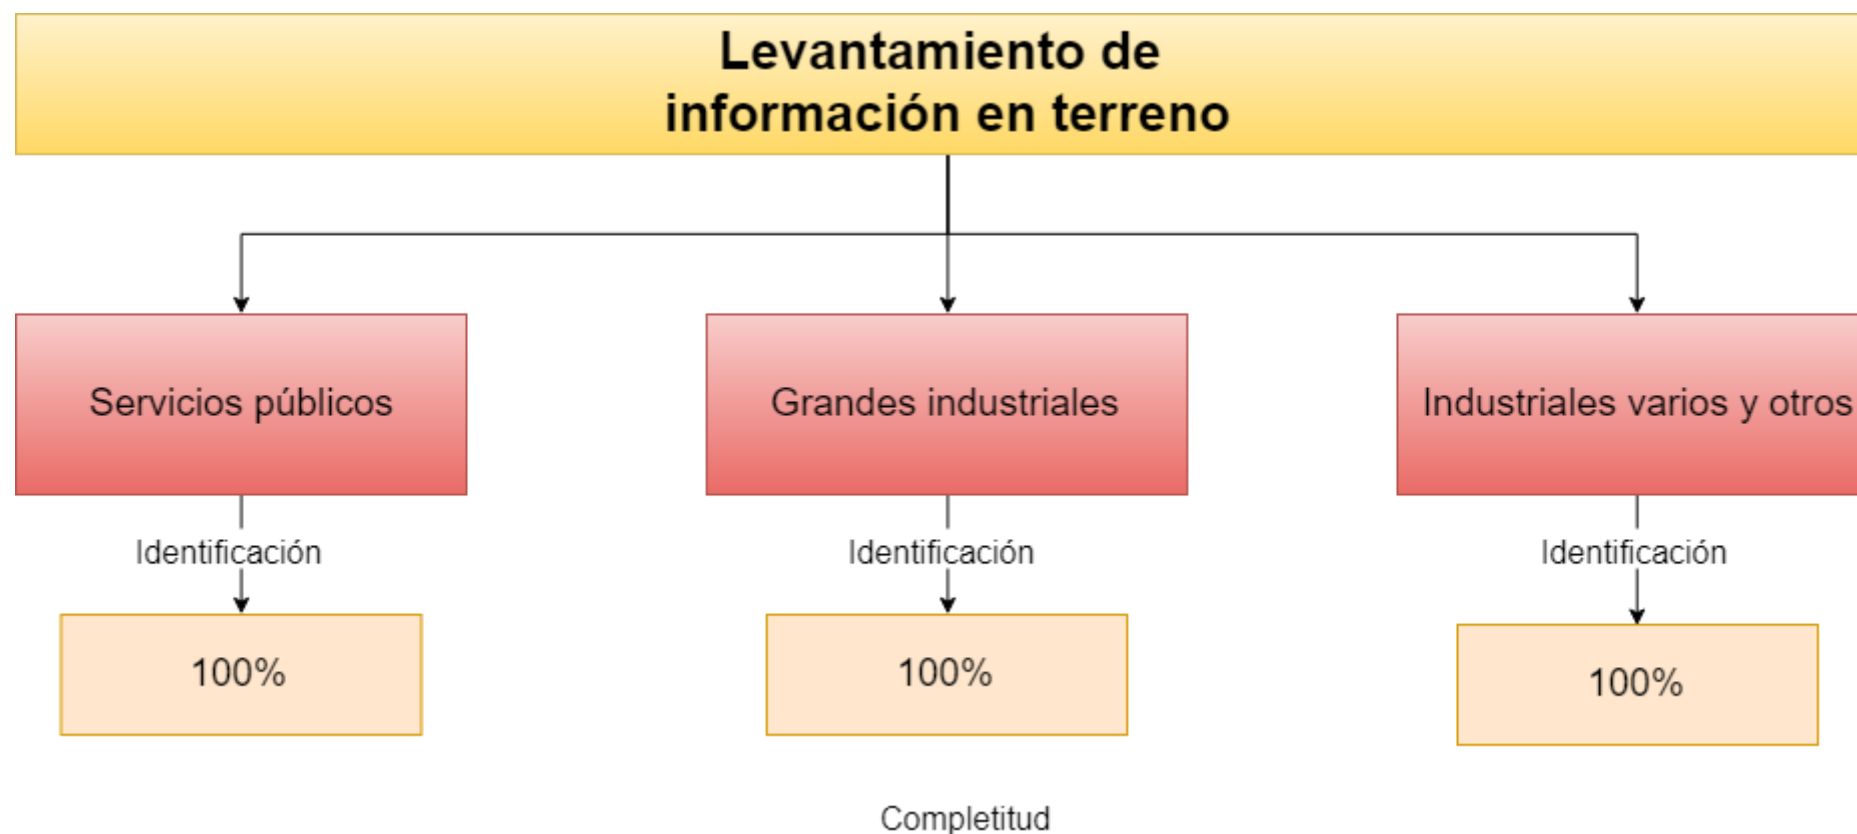 Levantamiento de
información en terreno
Servicios públicos
Grandes industriales
Industriales varios y otros
Identificación
Identificación
Identificación
100%
100%
100%
Completitud